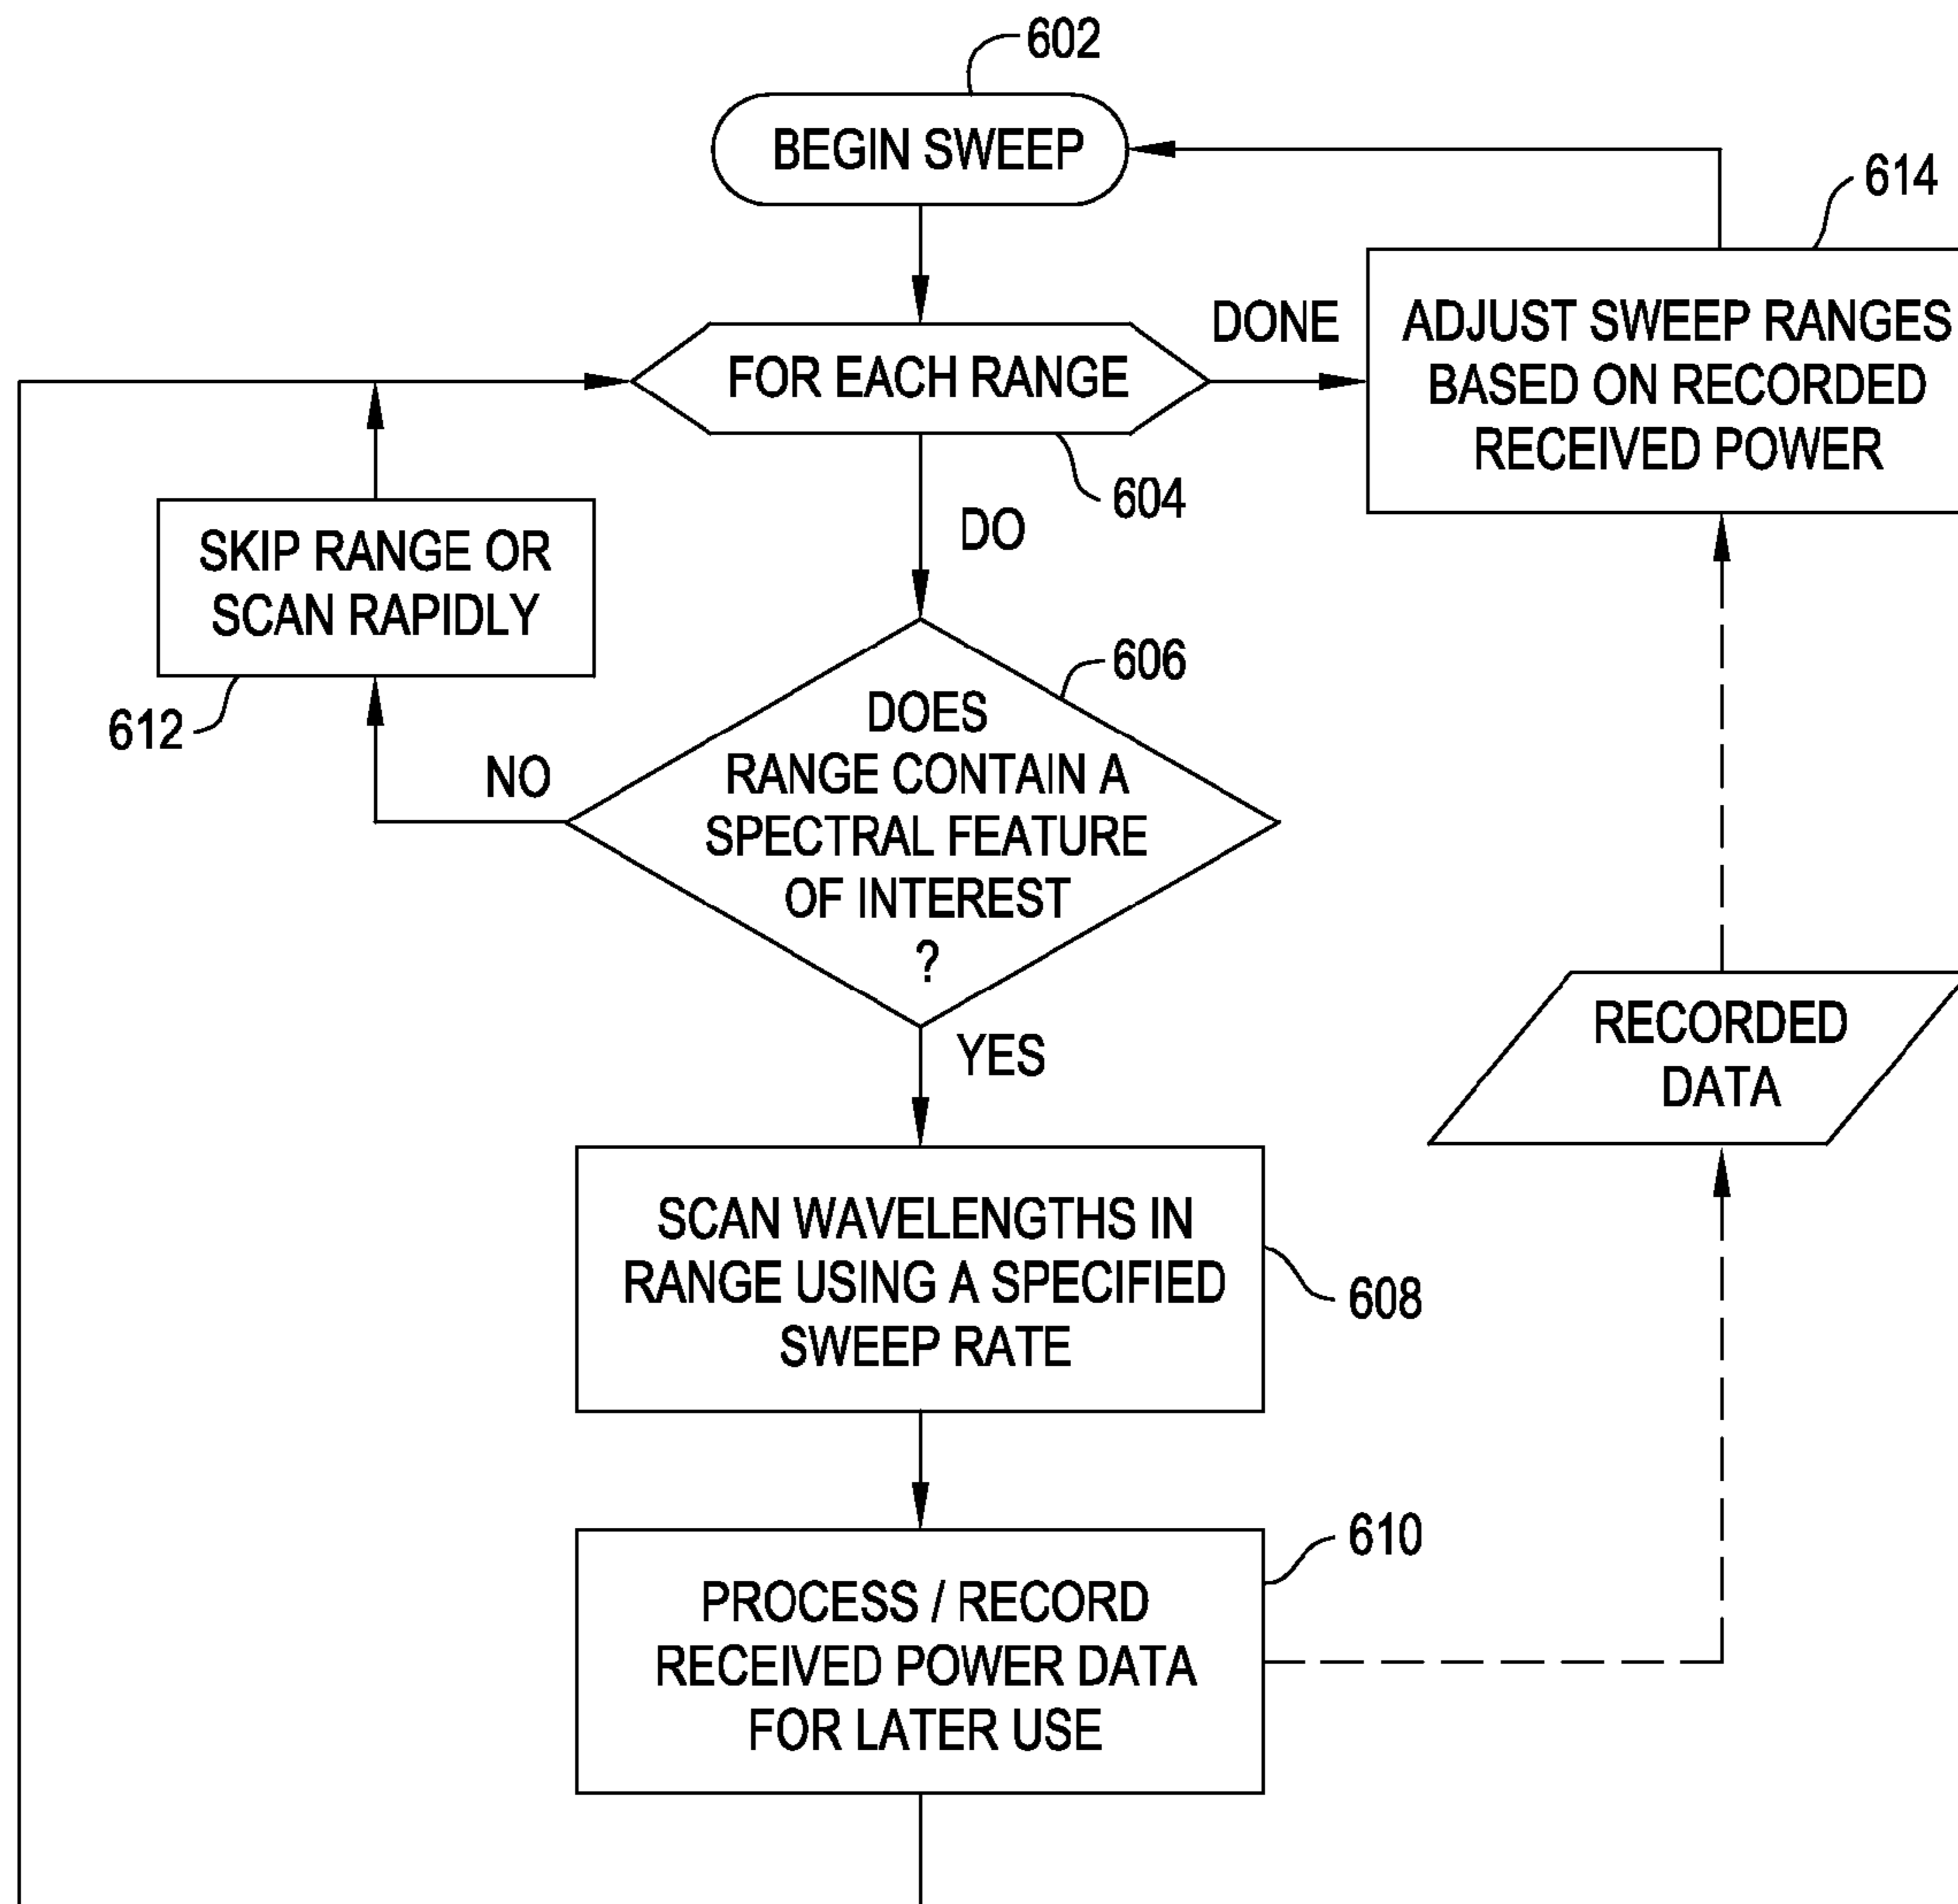 602
BEGIN SWEEP
614
DONE
ADJUST SWEEP RANGES
BASED ON RECORDED
RECEIVED POWER
FOR EACH RANGE
604
DO
SKIP RANGE OR
SCAN RAPIDLY
612
606
DOES
RANGE CONTAIN A
SPECTRAL FEATURE
OF INTEREST
?
NO
YES
RECORDED
DATA
SCAN WAVELENGTHS IN
RANGE USING A SPECIFIED
SWEEP RATE
608
610
PROCESS / RECORD
RECEIVED POWER DATA
FOR LATER USE